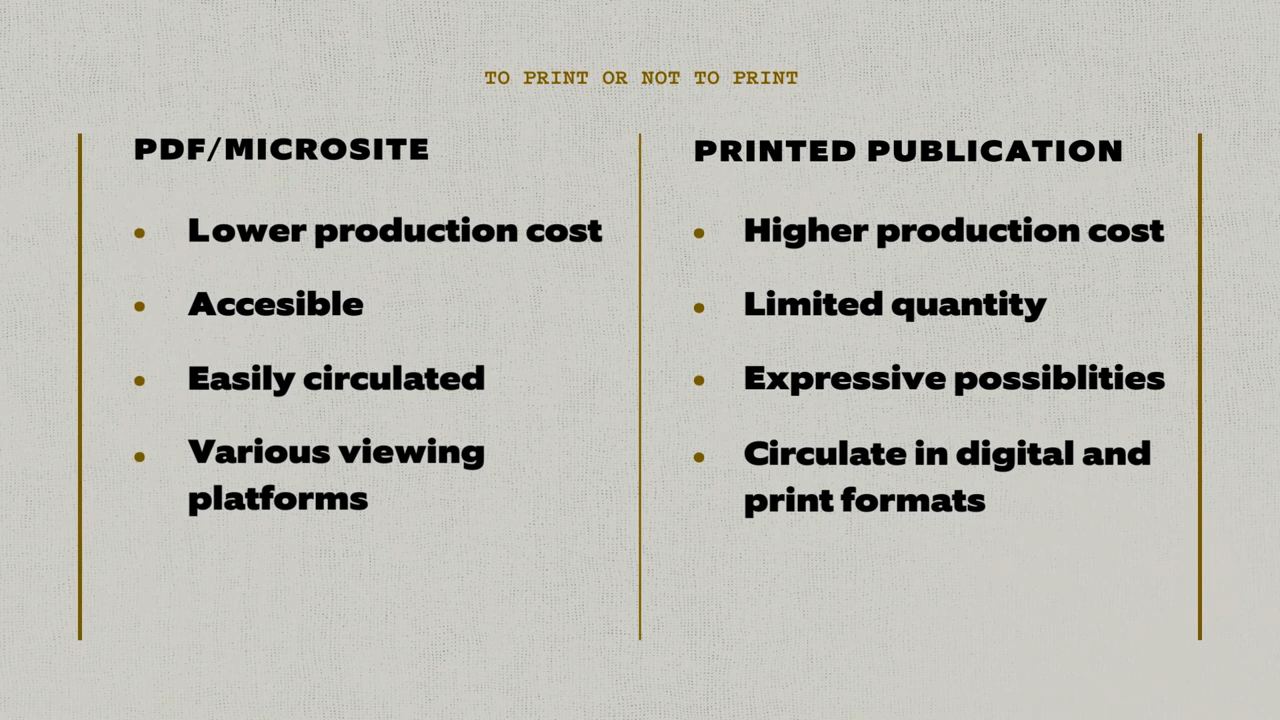 TO PRINT OR NOT TO PRINT
PDF/MICROSITE
• Lower production cost
• Accesible
• Easily circulated
• Various viewing
platforms
PRINTED PUBLICATION
• Higher production cost
• Limited quantity
• Expressive possiblities
• Circulate in digital and
print formats